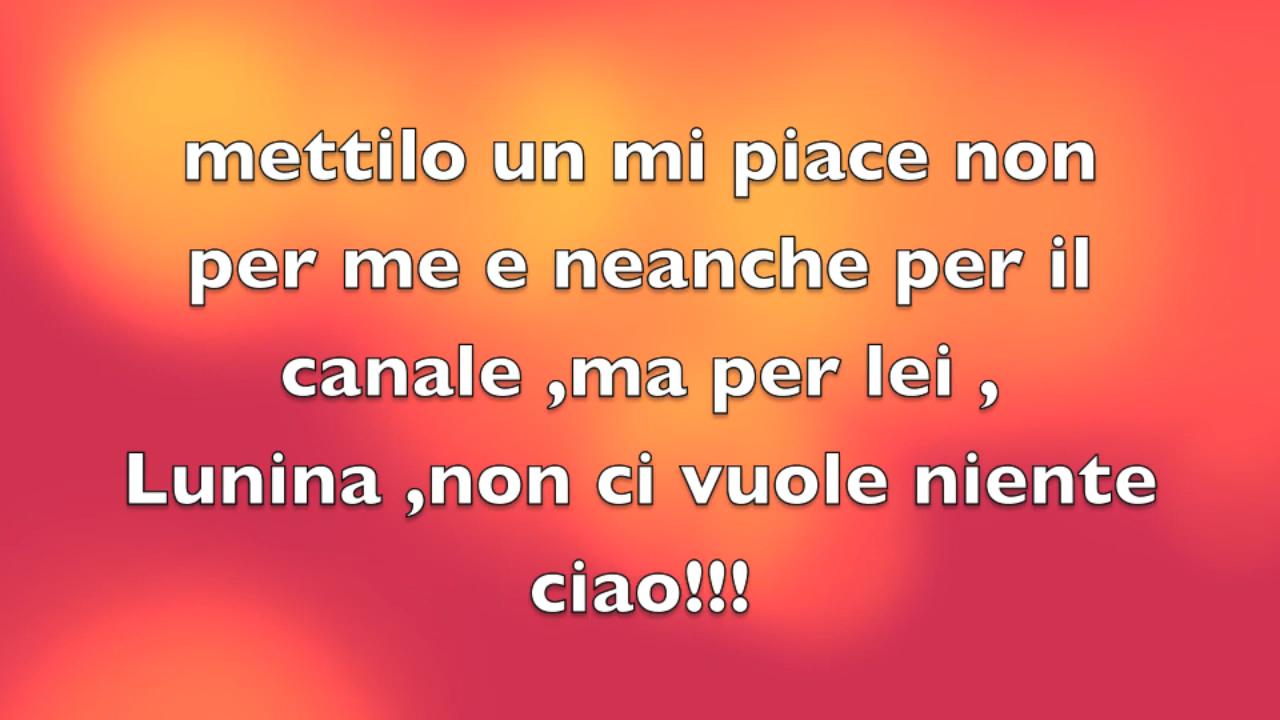 mettilo un mi piace non
per me e neanche per il
canale ,ma per lei ,
Lunina ,non ci vuole niente
ciao!!!